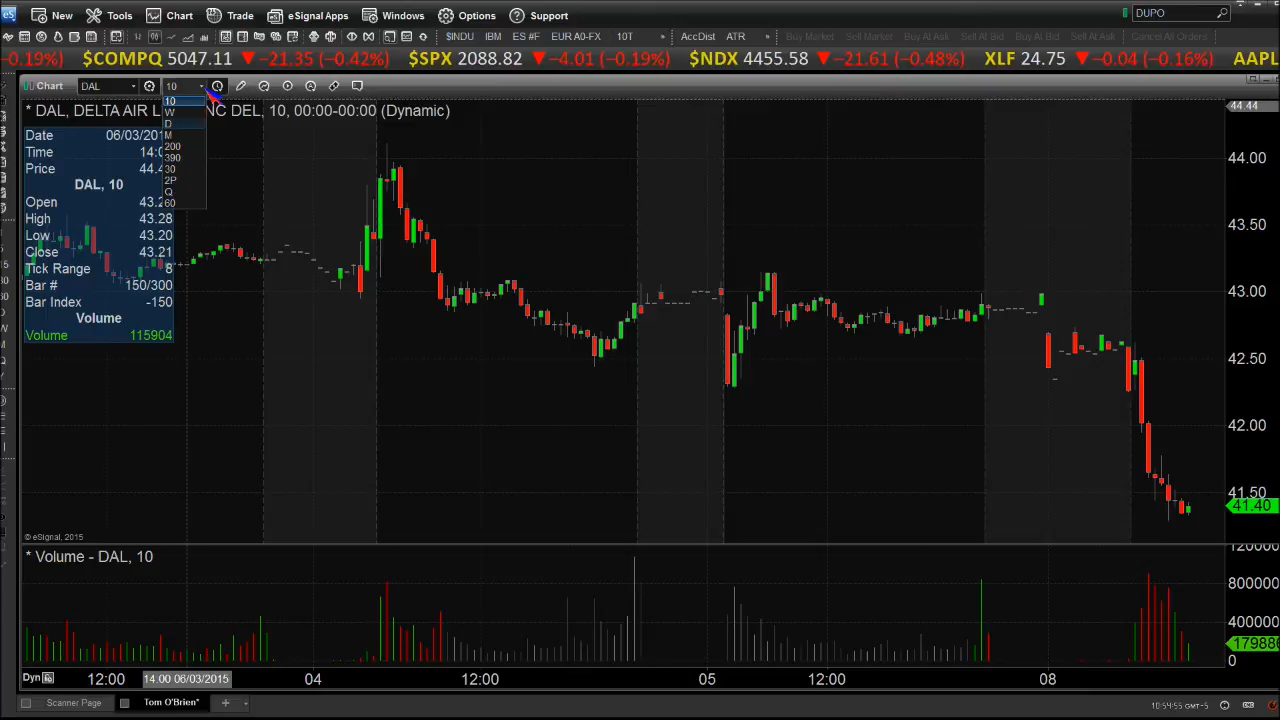 eS New Tools Chart Trade eSignal Apps Windows Options Support DUPO
$INDU IBM ES #F EUR A0-FX 10T » AccDist ATR » Buy Market Sell Market Sell At Bid Buy At Ask Buy At Bid Sell At Ask Cancel All Orders
0.19%) $COMPQ 5047.11 -21.35 (-0.42%) $SPX 2088.82 -4.01 (-0.19%) $NDX 4455.58 -21.61 (-0.48%) XLF 24.75 -0.04 (-0.16%) AAPL
Chart DAL 10
10
W
D
M
200
390
30
2P
Q
60
* DAL, DELTA AIR L NC DEL, 10, 00:00-00:00 (Dynamic)
Date 06/03/201
Time 14:0
Price 44.4
DAL, 10
Open 43.2
High 43.28
Low 43.20
Close 43.21
Tick Range 8
Bar # 150/300
Bar Index -150
Volume
Volume 115904
44.44
44.00
43.50
43.00
42.50
42.00
41.50
41.40
© eSignal, 2015
* Volume - DAL, 10
120000
800000
400000
179886
0
Dyn 12:00 14:00 06/03/2015 04 12:00 05 12:00 08
Scanner Page Tom O'Brien* + 10:54:55 GMT-5